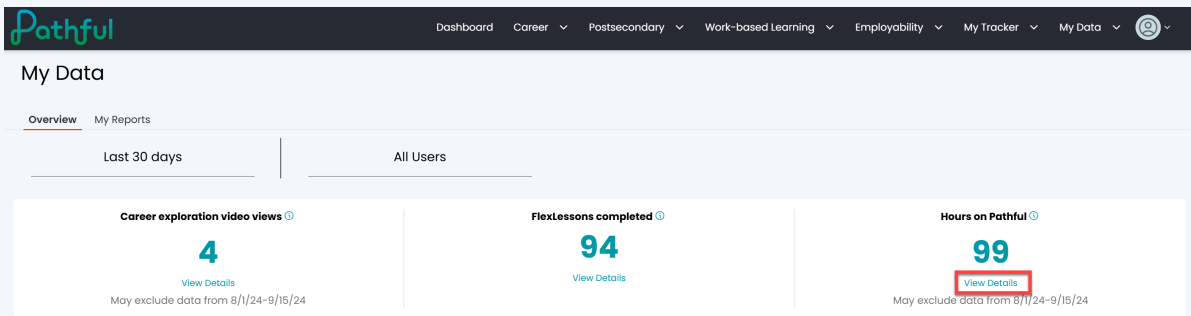 Pathful
Dashboard Career Postsecondary Work-based Learning Employability My Tracker My Data
My Data
Overview My Reports
Last 30 days All Users
Career exploration video views FlexLessons completed Hours on Pathful
4 94 99
View Details View Details View Details
May exclude data from 8/1/24-9/15/24 May exclude data from 8/1/24-9/15/24